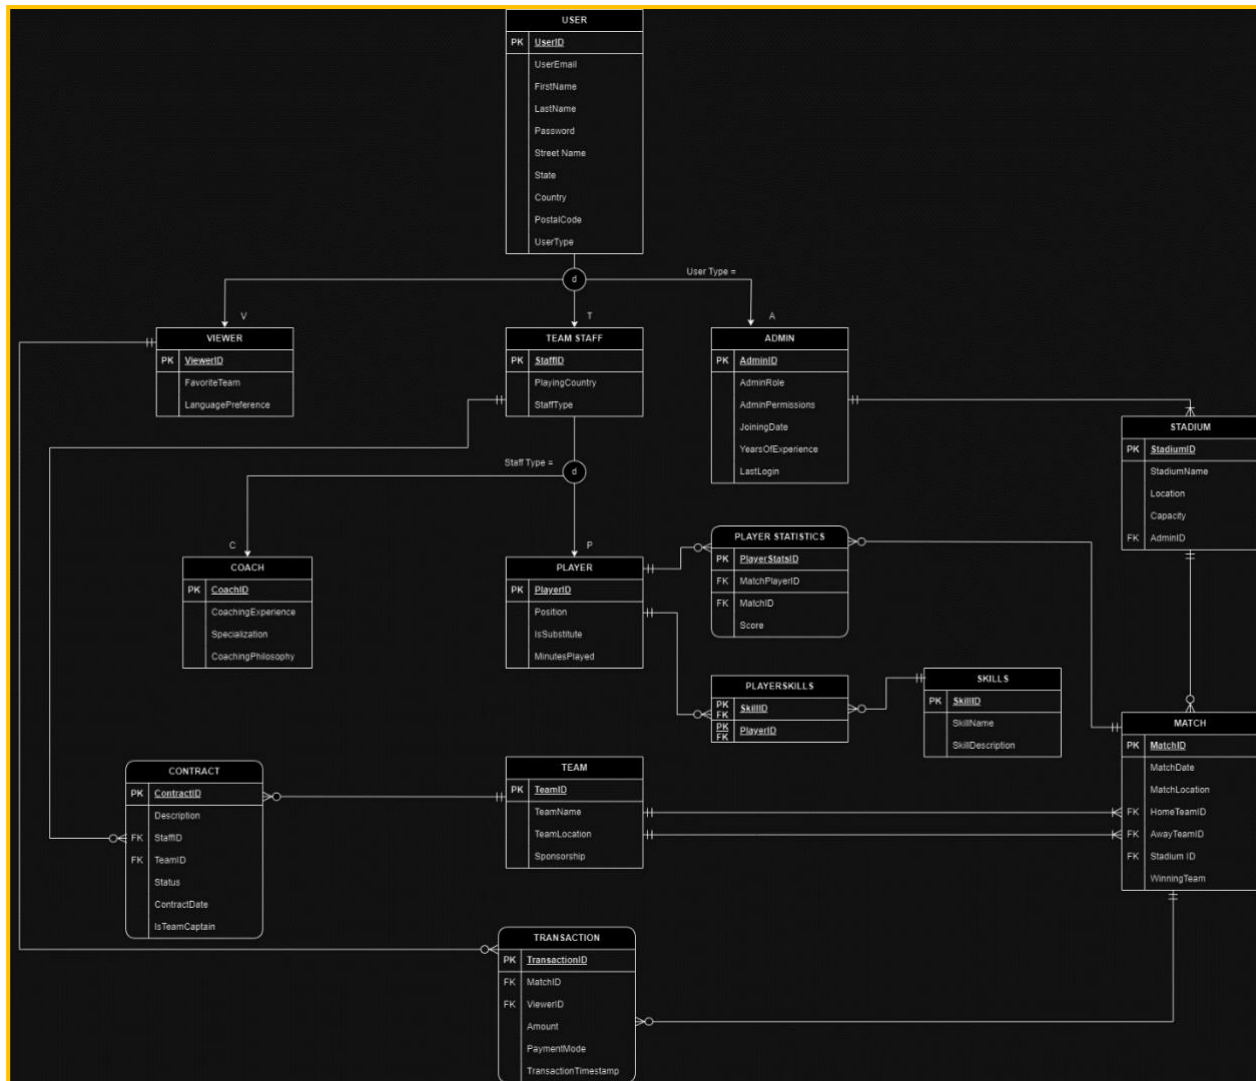 USER
PK UserID
UserEmail
FirstName
LastName
Password
Street Name
State
Country
PostalCode
UserType
d
User Type =
V
T
A
VIEWER
PK ViewerID
FavoriteTeam
LanguagePreference
TEAM STAFF
PK StaffID
PlayingCountry
StaffType
ADMIN
PK AdminID
AdminRole
AdminPermissions
JoiningDate
YearsOfExperience
LastLogin
STADIUM
PK StadiumID
StadiumName
Location
Capacity
FK AdminID
Staff Type =
d
C
P
COACH
PK CoachID
CoachingExperience
Specialization
CoachingPhilosophy
PLAYER
PK PlayerID
Position
IsSubstitute
MinutesPlayed
PLAYER STATISTICS
PK PlayerStatsID
FK MatchPlayerID
FK MatchID
Score
PLAYERSKILLS
PK FK SkillID
PK FK PlayerID
SKILLS
PK SkillID
SkillName
SkillDescription
MATCH
PK MatchID
MatchDate
MatchLocation
FK HomeTeamID
FK AwayTeamID
FK Stadium ID
WinningTeam
CONTRACT
PK ContractID
Description
FK StaffID
FK TeamID
Status
ContractDate
IsTeamCaptain
TEAM
PK TeamID
TeamName
TeamLocation
Sponsorship
TRANSACTION
PK TransactionID
FK MatchID
FK ViewerID
Amount
PaymentMode
TransactionTimestamp